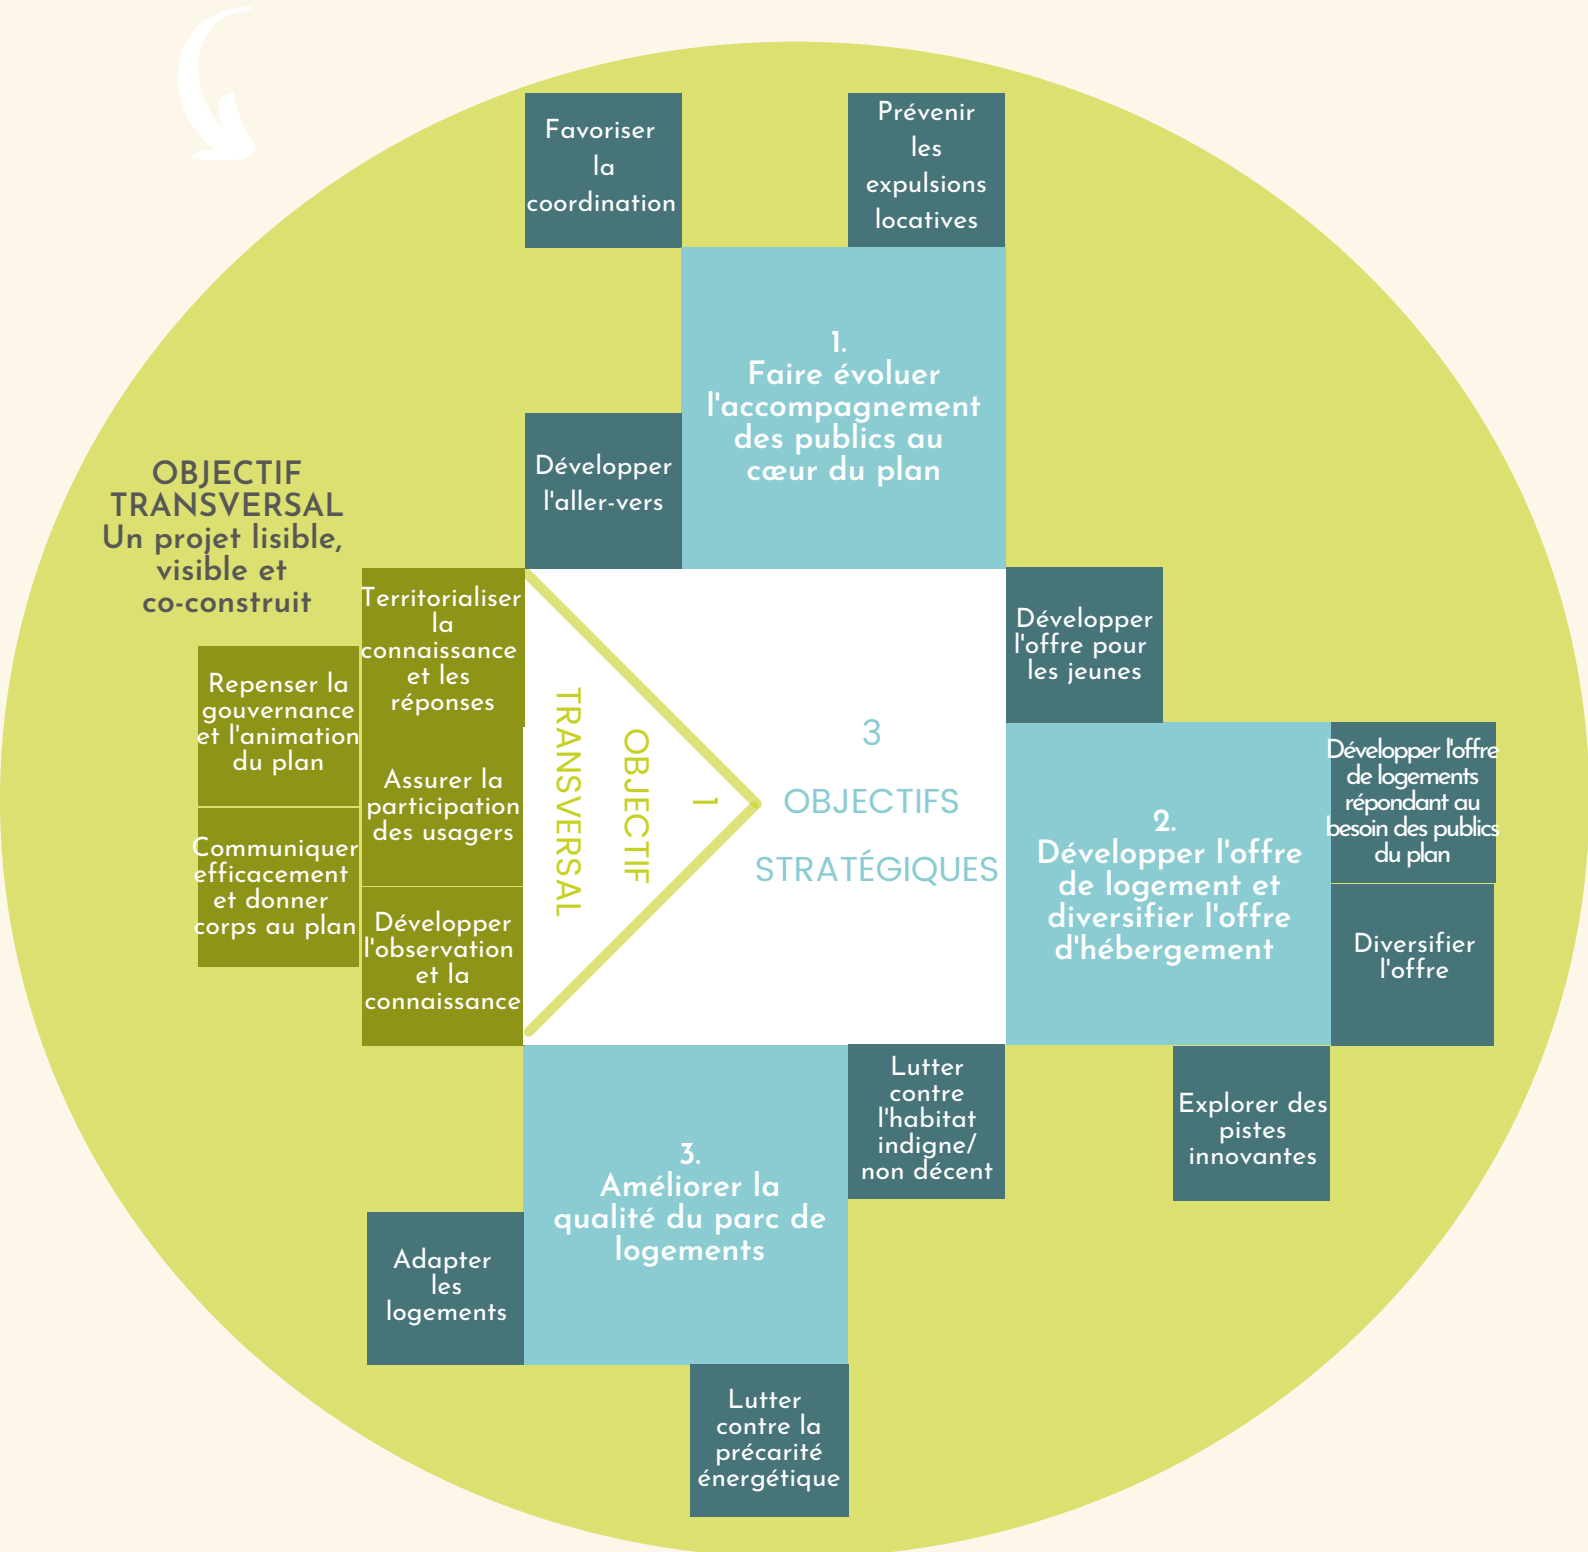 Favoriser
la
coordination
Prévenir
les
expulsions
locatives
1.
Faire évoluer
l'accompagnement
des publics au
cœur du plan
Développer
l'aller-vers
OBJECTIF
TRANSVERSAL
Un projet lisible,
visible et
co-construit
Territorialiser
la
connaissance
et les
réponses
Repenser la
gouvernance
et l'animation
du plan
Assurer la
participation
des usagers
Communiquer
efficacement
et donner
corps au plan
Développer
l'observation
et la
connaissance
1
OBJECTIF
TRANSVERSAL
3
OBJECTIFS
STRATÉGIQUES
Développer
l'offre pour
les jeunes
2.
Développer l'offre
de logement et
diversifier l'offre
d'hébergement
Développer l'offre
de logements
répondant au
besoin des publics
du plan
Diversifier
l'offre
Explorer des
pistes
innovantes
3.
Améliorer la
qualité du parc de
logements
Lutter
contre
l'habitat
indigne/
non décent
Adapter
les
logements
Lutter
contre la
précarité
énergétique